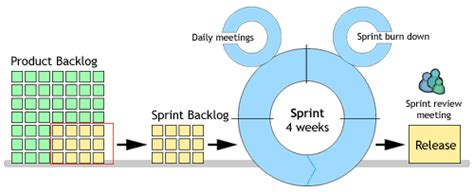 Daily meetings
Sprint burn down
Product Backlog
Sprint Backlog
Sprint
4 weeks
Sprint review
meeting
Release